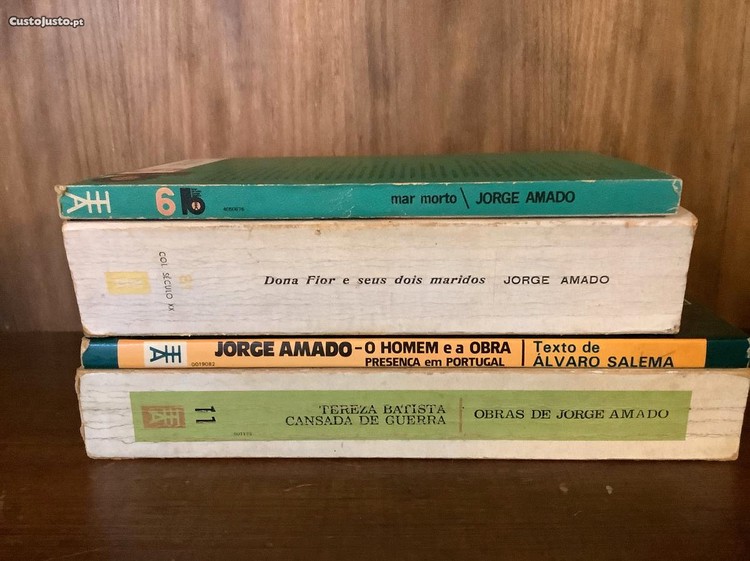 CustoJusto.pt
mar morto \ JORGE AMADO
COL. SÉCULO XX
Dona Flor e seus dois maridos JORGE AMADO
JORGE AMADO - O HOMEM e a OBRA
PRESENÇA em PORTUGAL
Texto de
ÁLVARO SALEMA
11
TEREZA BATISTA
CANSADA DE GUERRA
OBRAS DE JORGE AMADO